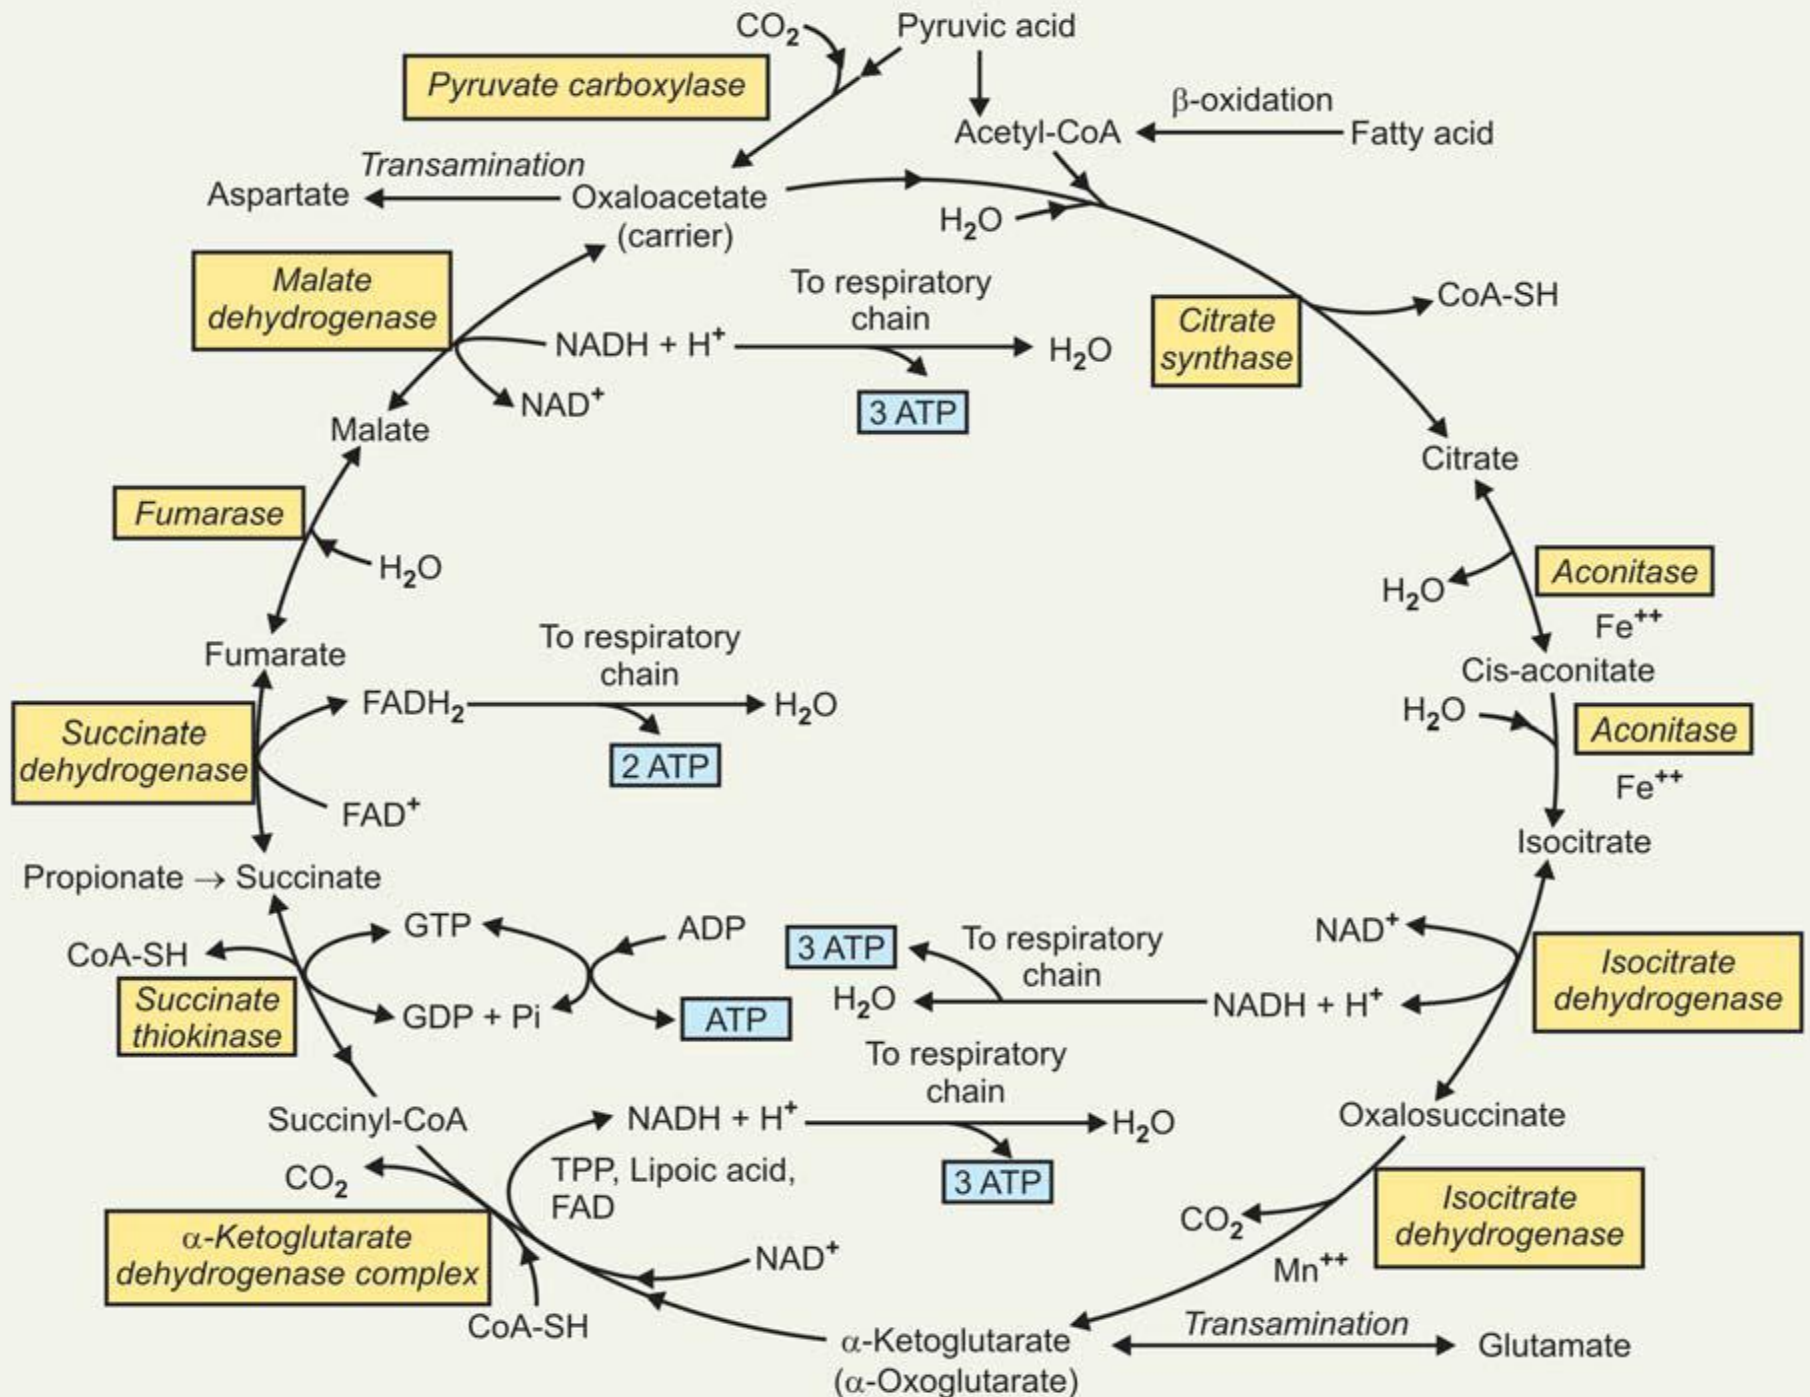 CO₂
Pyruvic acid
Pyruvate carboxylase
β-oxidation
Acetyl-CoA
Fatty acid
Transamination
Aspartate
Oxaloacetate
(carrier)
H₂O
Malate
dehydrogenase
To respiratory
chain
NADH + H⁺
H₂O
NAD⁺
3 ATP
Citrate
synthase
CoA-SH
Malate
Citrate
Fumarase
H₂O
H₂O
Aconitase
Fe⁺⁺
Fumarate
Cis-aconitate
To respiratory
chain
FADH₂
H₂O
2 ATP
Succinate
dehydrogenase
FAD⁺
H₂O
Aconitase
Fe⁺⁺
Isocitrate
Propionate → Succinate
GTP
ADP
CoA-SH
Succinate
thiokinase
GDP + Pi
ATP
3 ATP
To respiratory
chain
H₂O
NADH + H⁺
NAD⁺
Isocitrate
dehydrogenase
To respiratory
chain
Succinyl-CoA
NADH + H⁺
H₂O
Oxalosuccinate
CO₂
TPP, Lipoic acid,
FAD
3 ATP
α-Ketoglutarate
dehydrogenase complex
NAD⁺
CoA-SH
CO₂
Isocitrate
dehydrogenase
Mn⁺⁺
α-Ketoglutarate
(α-Oxoglutarate)
Transamination
Glutamate